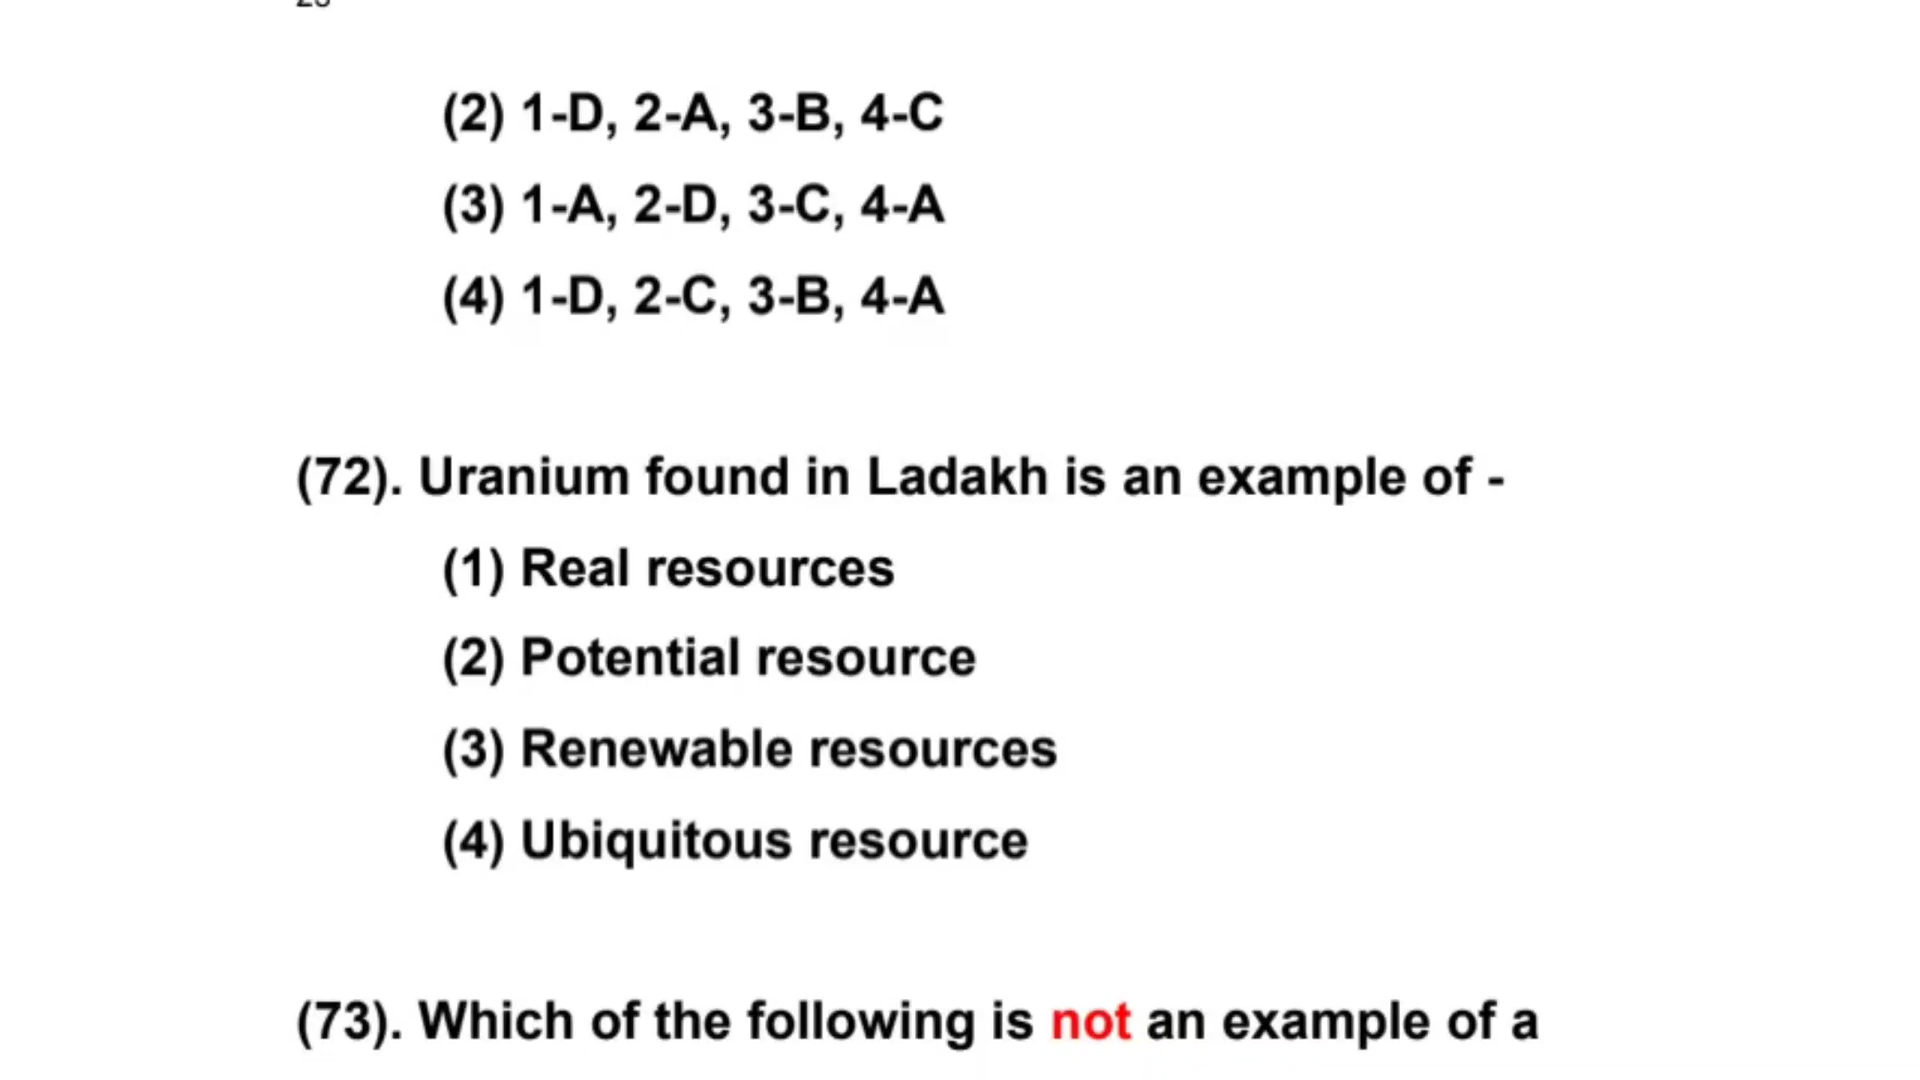 (2) 1-D, 2-A, 3-B, 4-C
(3) 1-A, 2-D, 3-C, 4-A
(4) 1-D, 2-C, 3-B, 4-A
(72). Uranium found in Ladakh is an example of -
(1) Real resources
(2) Potential resource
(3) Renewable resources
(4) Ubiquitous resource
(73). Which of the following is not an example of a